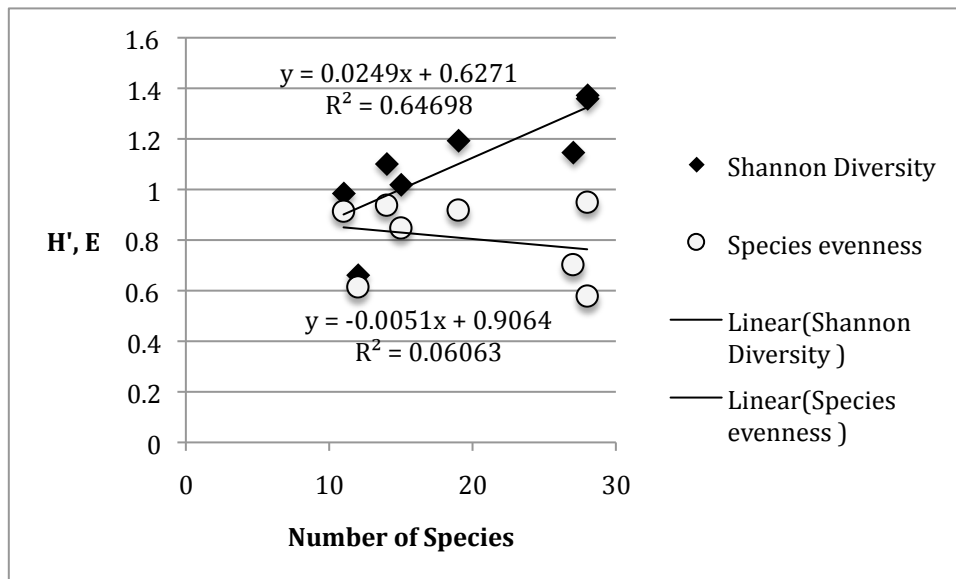 1.6
1.4
1.2
1
0.8
0.6
0.4
0.2
0
H', E
y = 0.0249x + 0.6271
R² = 0.64698
y = -0.0051x + 0.9064
R² = 0.06063
0 10 20 30
Number of Species
Shannon Diversity
Species evenness
Linear(Shannon
Diversity )
Linear(Species
evenness )